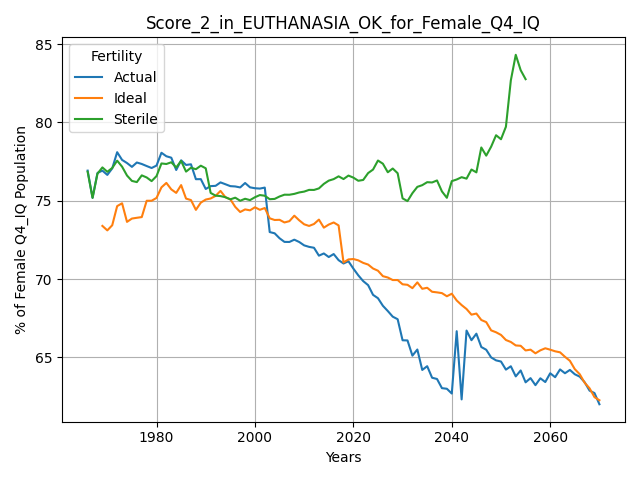 Score_2_in_EUTHANASIA_OK_for_Female_Q4_IQ
Fertility
Actual
Ideal
Sterile
% of Female Q4_IQ Population
85
80
75
70
65
1980
2000
2020
2040
2060
Years